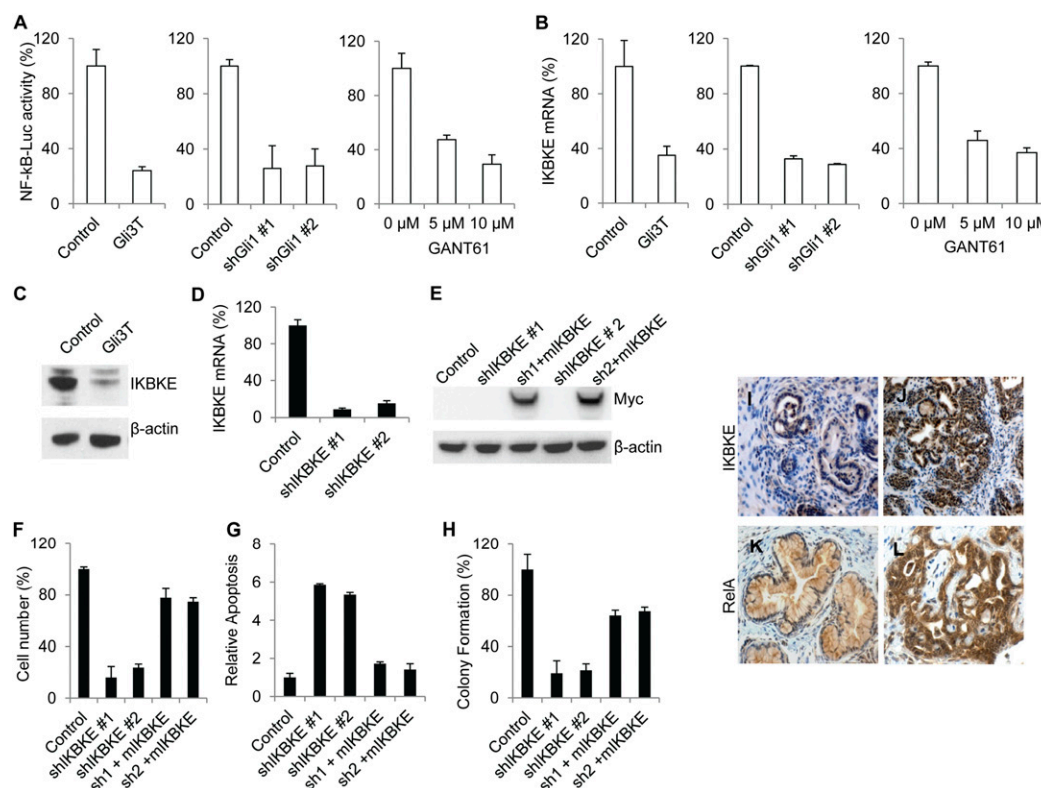 A
NF-kB-Luc activity (%)
120
80
40
0
Control
Gli3T
120
80
40
0
Control
shGli1 #1
shGli1 #2
120
80
40
0
0 µM
5 µM
10 µM
GANT61
B
IKBKE mRNA (%)
120
80
40
0
Control
Gli3T
120
80
40
0
Control
shGli1 #1
shGli1 #2
120
80
40
0
0 µM
5 µM
10 µM
GANT61
C
Control
Gli3T
IKBKE
β-actin
D
IKBKE mRNA (%)
120
80
40
0
Control
shIKBKE #1
shIKBKE #2
E
Control
shIKBKE #1
sh1+mIKBKE
shIKBKE # 2
sh2+mIKBKE
Myc
β-actin
F
Cell number (%)
120
80
40
0
Control
shIKBKE #1
shIKBKE #2
sh1 + mIKBKE
sh2 +mIKBKE
G
Relative Apoptosis
8
6
4
2
0
Control
shIKBKE #1
shIKBKE #2
sh1 + mIKBKE
sh2 +mIKBKE
H
Colony Formation (%)
120
80
40
0
Control
shIKBKE #1
shIKBKE #2
sh1 + mIKBKE
sh2 +mIKBKE
IKBKE
I
J
RelA
K
L